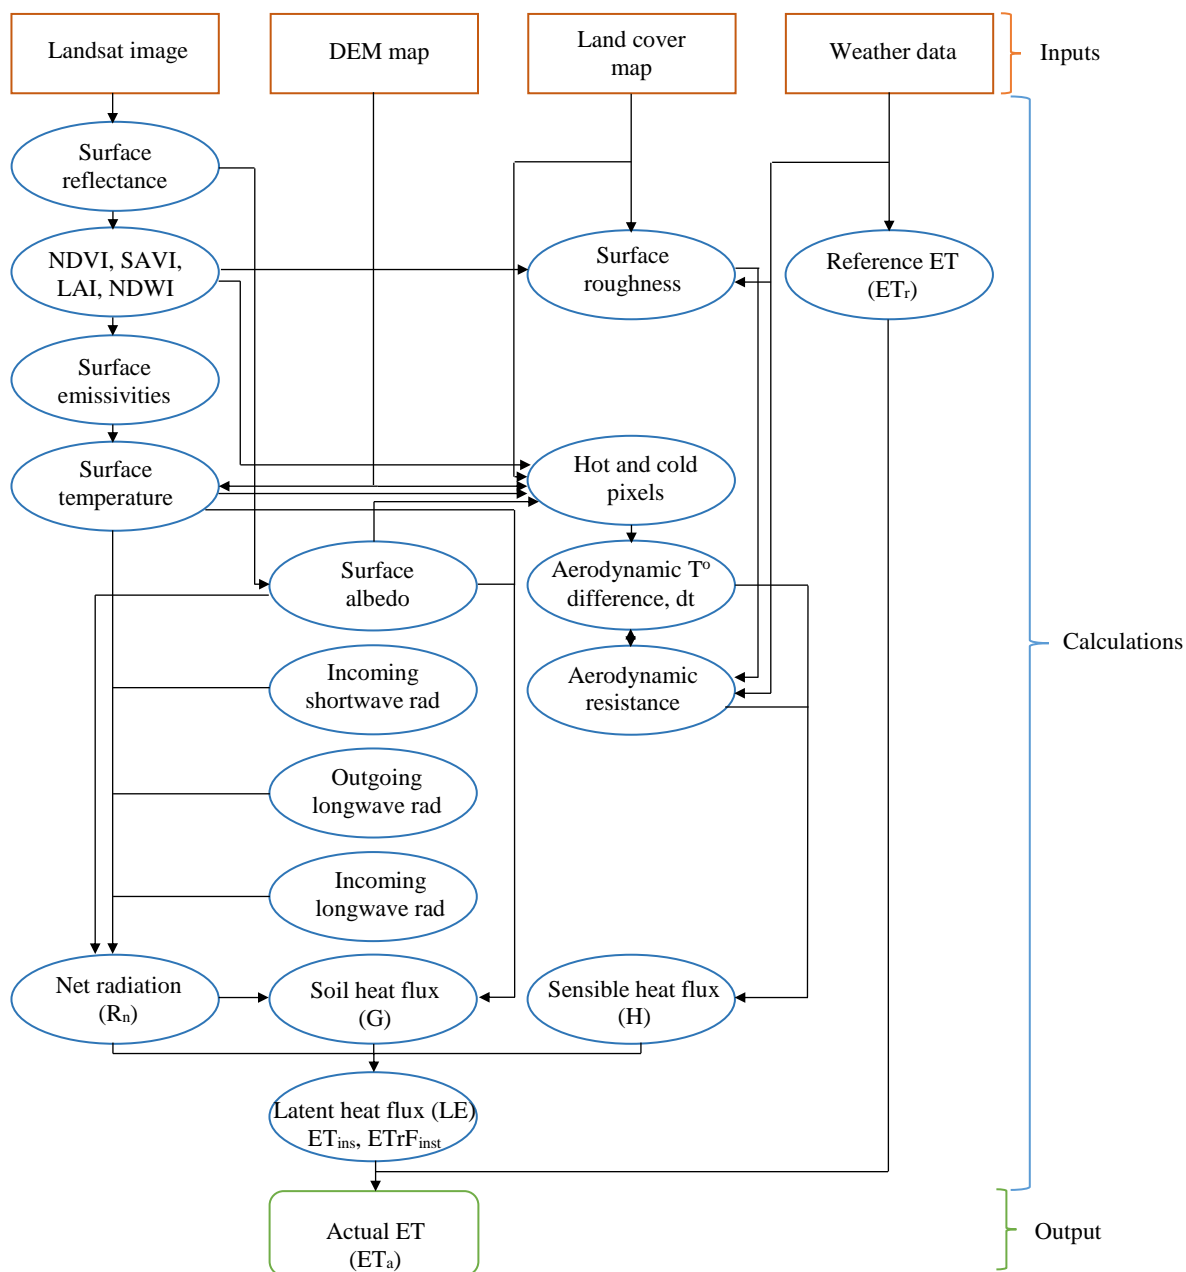 Landsat image
DEM map
Land cover
map
Weather data
Inputs
Surface
reflectance
NDVI, SAVI,
LAI, NDWI
Surface
roughness
Reference ET
(ETr)
Surface
emissivities
Surface
temperature
Hot and cold
pixels
Surface
albedo
Aerodynamic Tº
difference, dt
Calculations
Incoming
shortwave rad
Aerodynamic
resistance
Outgoing
longwave rad
Incoming
longwave rad
Net radiation
(Rn)
Soil heat flux
(G)
Sensible heat flux
(H)
Latent heat flux (LE)
ETins, ETrFinst
Actual ET
(ETa)
Output